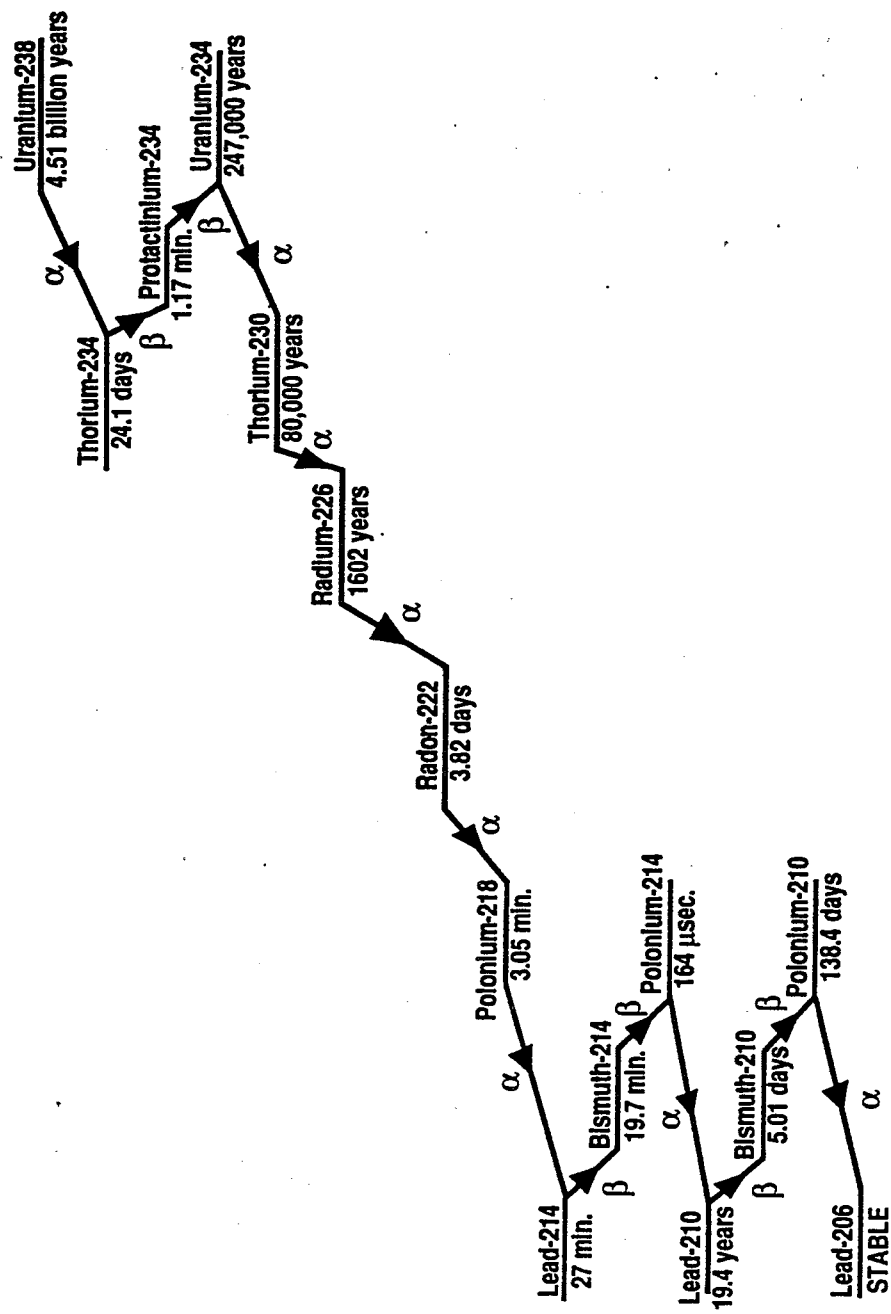 Uranium-238
4.51 billion years
α
Thorium-234
24.1 days
β
Protactinium-234
1.17 min.
β
Uranium-234
247,000 years
α
Thorium-230
80,000 years
α
Radium-226
1602 years
α
Radon-222
3.82 days
α
Polonium-218
3.05 min.
α
Lead-214
27 min.
β
Bismuth-214
19.7 min.
β
Polonium-214
164 μsec.
α
Lead-210
19.4 years
β
Bismuth-210
5.01 days
β
Polonium-210
138.4 days
α
Lead-206
STABLE